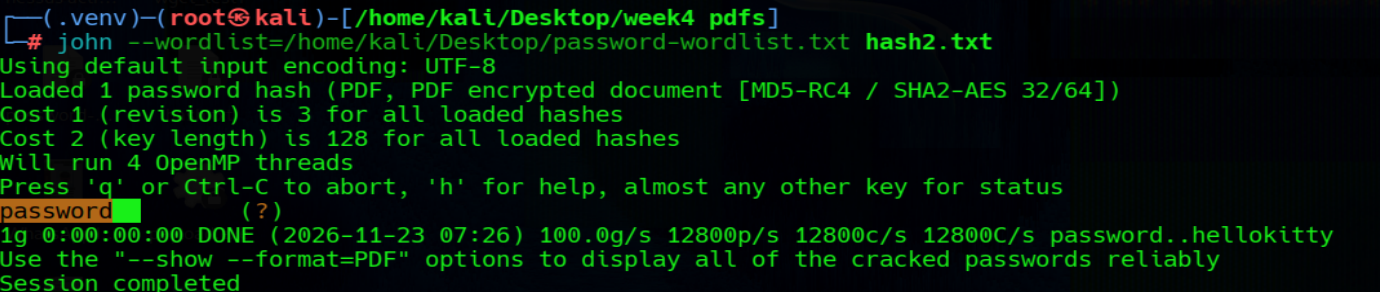 ┌──(.venv)─(root㉿kali)-[/home/kali/Desktop/week4 pdfs]
└─# john --wordlist=/home/kali/Desktop/password-wordlist.txt hash2.txt
Using default input encoding: UTF-8
Loaded 1 password hash (PDF, PDF encrypted document [MD5-RC4 / SHA2-AES 32/64])
Cost 1 (revision) is 3 for all loaded hashes
Cost 2 (key length) is 128 for all loaded hashes
Will run 4 OpenMP threads
Press 'q' or Ctrl-C to abort, 'h' for help, almost any other key for status
password         (?)
1g 0:00:00:00 DONE (2026-11-23 07:26) 100.0g/s 12800p/s 12800c/s 12800C/s password..hellokitty
Use the "--show --format=PDF" options to display all of the cracked passwords reliably
Session completed